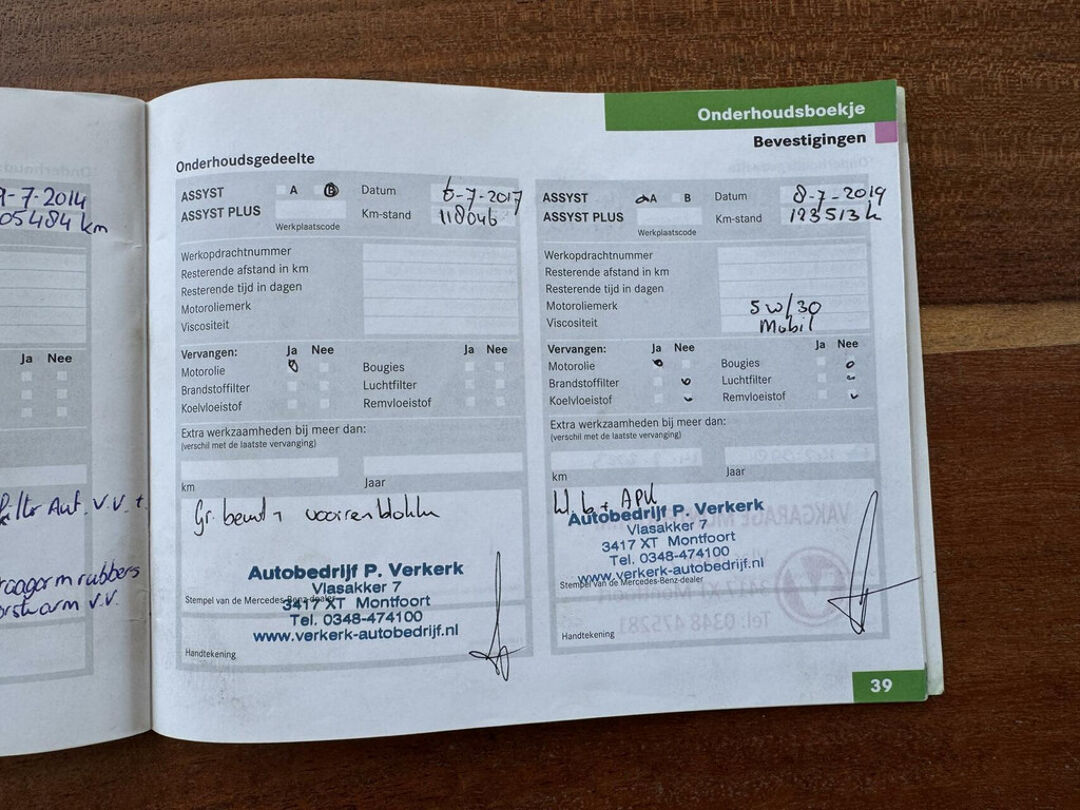 9-7-2014
05484 km
Ja Nee
filter Aut. v.v. t.
raagarm rubbers
v.v.
Onderhoudsboekje
Bevestigingen
Onderhoudsgedeelte
ASSYST A B Datum 6-7-2017
ASSYST PLUS Km-stand 118046
Werkplaatscode
Werkopdrachtnummer
Resterende afstand in km
Resterende tijd in dagen
Motoroliemerk
Viscositeit
Vervangen: Ja Nee Ja Nee
Motorolie Bougies
Brandstoffilter Luchtfilter
Koelvloeistof Remvloeistof
Extra werkzaamheden bij meer dan:
(verschil met de laatste vervanging)
km Jaar
Gr. beurt
Autobedrijf P. Verkerk
Vlasakker 7
Stempel van de Mercedes-Benz-dealer
3417 XT Montfoort
Tel. 0348-474100
www.verkerk-autobedrijf.nl
Handtekening
ASSYST A B Datum 8-7-2019
ASSYST PLUS Km-stand 123513k
Werkplaatscode
Werkopdrachtnummer
Resterende afstand in km
Resterende tijd in dagen
Motoroliemerk 5w/30
Viscositeit Mobil
Vervangen: Ja Nee Ja Nee
Motorolie Bougies
Brandstoffilter Luchtfilter
Koelvloeistof Remvloeistof
Extra werkzaamheden bij meer dan:
(verschil met de laatste vervanging)
km Jaar
kl. b + APK
Autobedrijf P. Verkerk
Vlasakker 7
3417 XT Montfoort
Tel. 0348-474100
www.verkerk-autobedrijf.nl
Stempel van de Mercedes-Benz-dealer
Handtekening
39